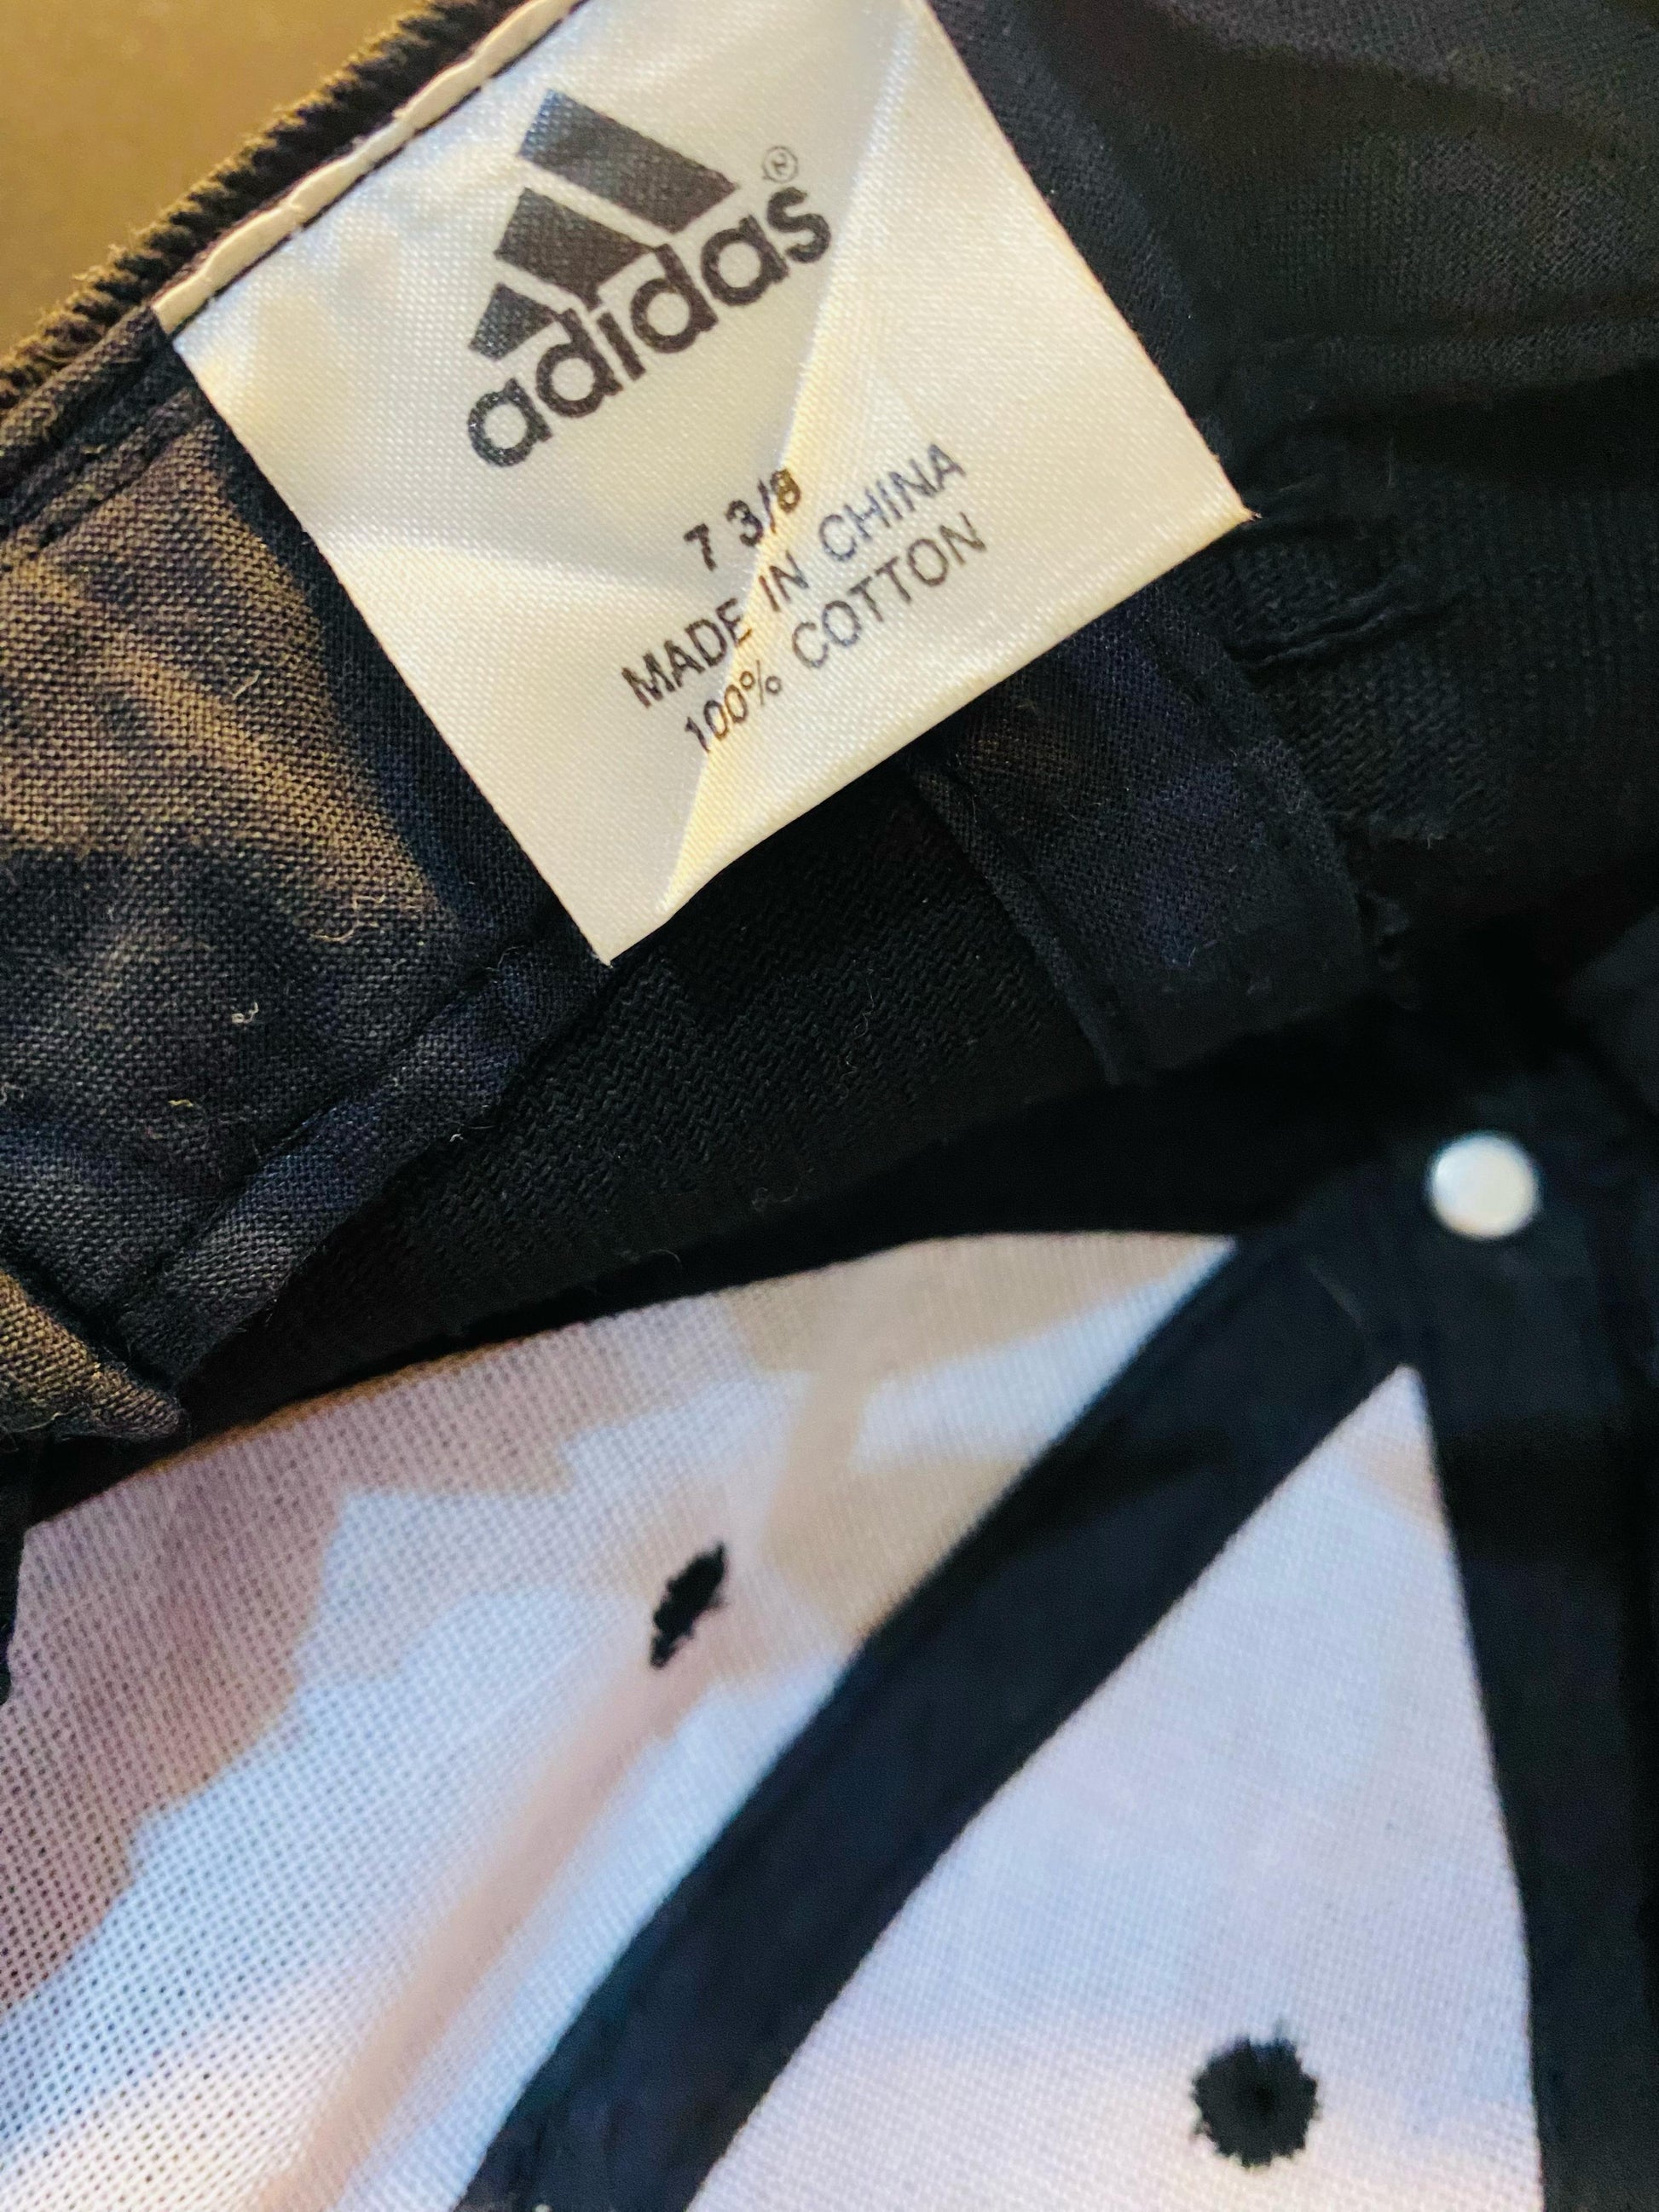 adidas®
7 3/8
MADE IN CHINA
100% COTTON